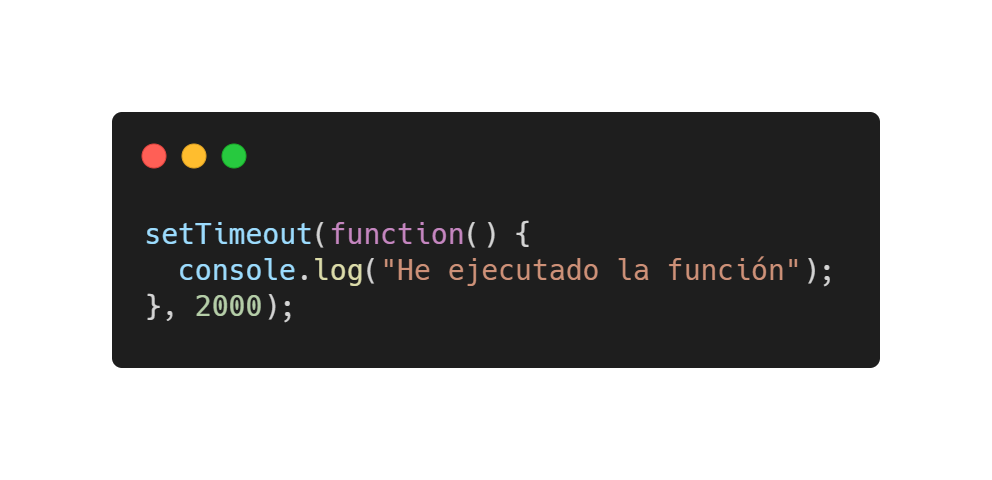 setTimeout(function() {
  console.log("He ejecutado la función");
}, 2000);